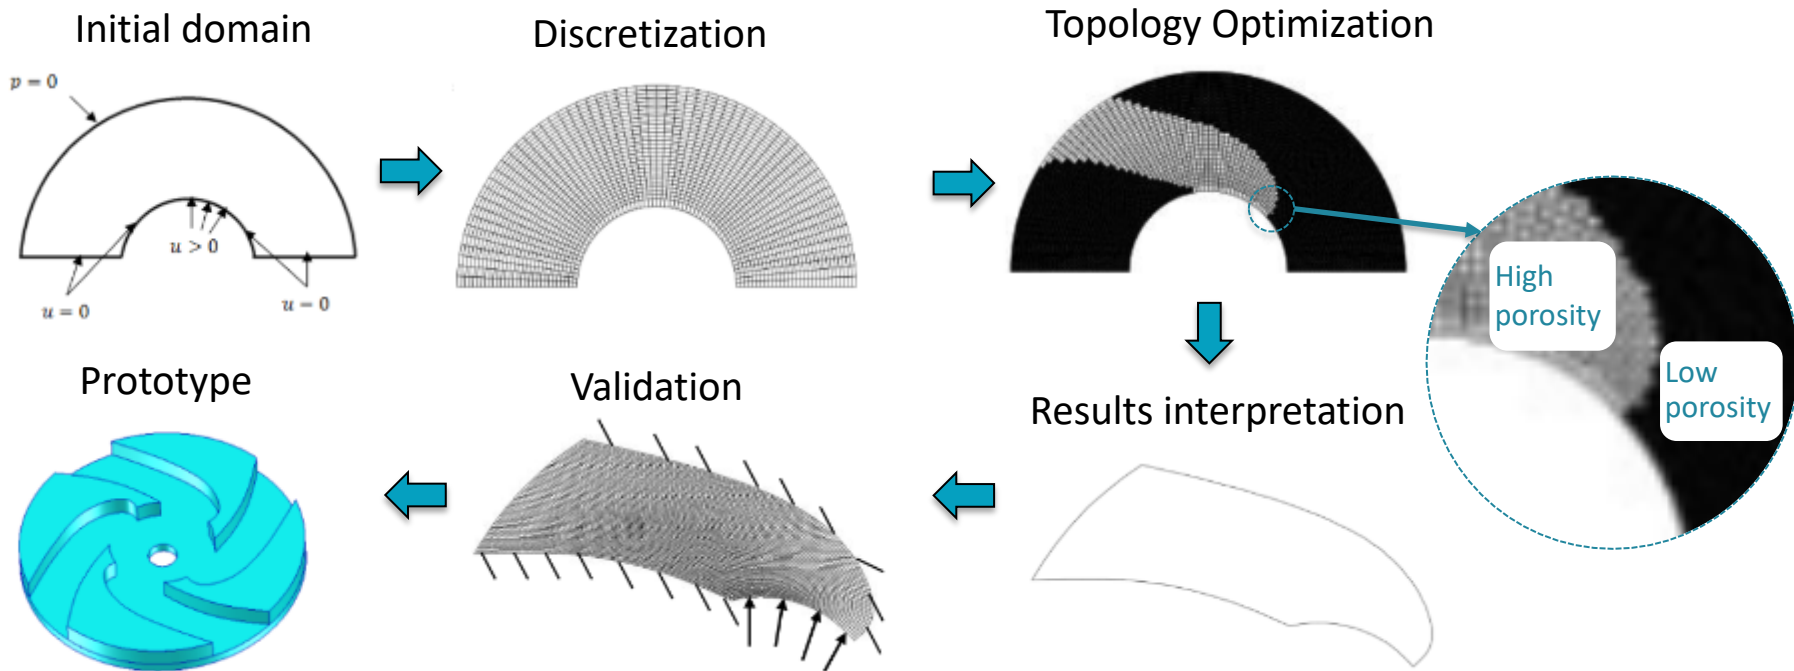 Initial domain
Discretization
Topology Optimization
p = 0
u > 0
u = 0
u − 0
High
porosity
Low
porosity
Prototype
Validation
Results interpretation